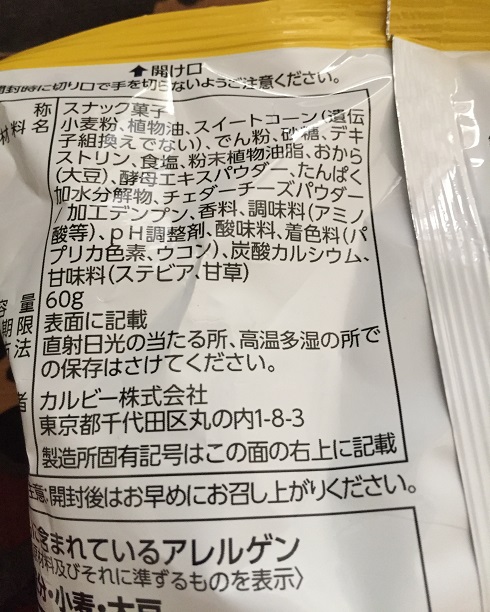 ⬆開け口
開封時に切り口で手を切らないようご注意ください。
称 スナック菓子
材料名 小麦粉、植物油、スイートコーン(遺伝
子組換えでない)、でん粉、砂糖、デキ
ストリン、食塩、粉末植物油脂、おから
(大豆)、酵母エキスパウダー、たんぱく
加水分解物、チェダーチーズパウダー
/加工デンプン、香料、調味料(アミノ
酸等)、pH調整剤、酸味料、着色料(パ
プリカ色素、ウコン)、炭酸カルシウム、
甘味料(ステビア、甘草)
容量 60g
期限 表面に記載
方法 直射日光の当たる所、高温多湿の所で
の保存はさけてください。
者 カルビー株式会社
東京都千代田区丸の内1-8-3
製造所固有記号はこの面の右上に記載
注意:開封後はお早めにお召し上がりください。
に含まれているアレルゲン
原材料及びそれに準ずるものを表示〉
分・小麦・大豆